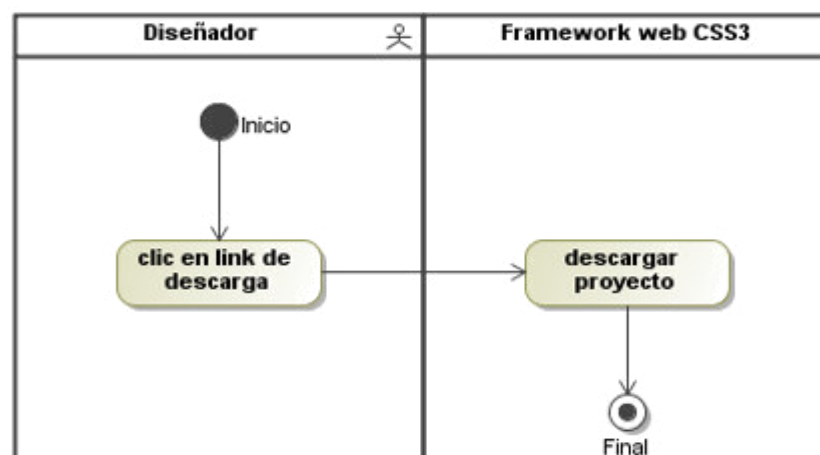 Diseñador
Framework web CSS3
Inicio
clic en link de
descarga
descargar
proyecto
Final